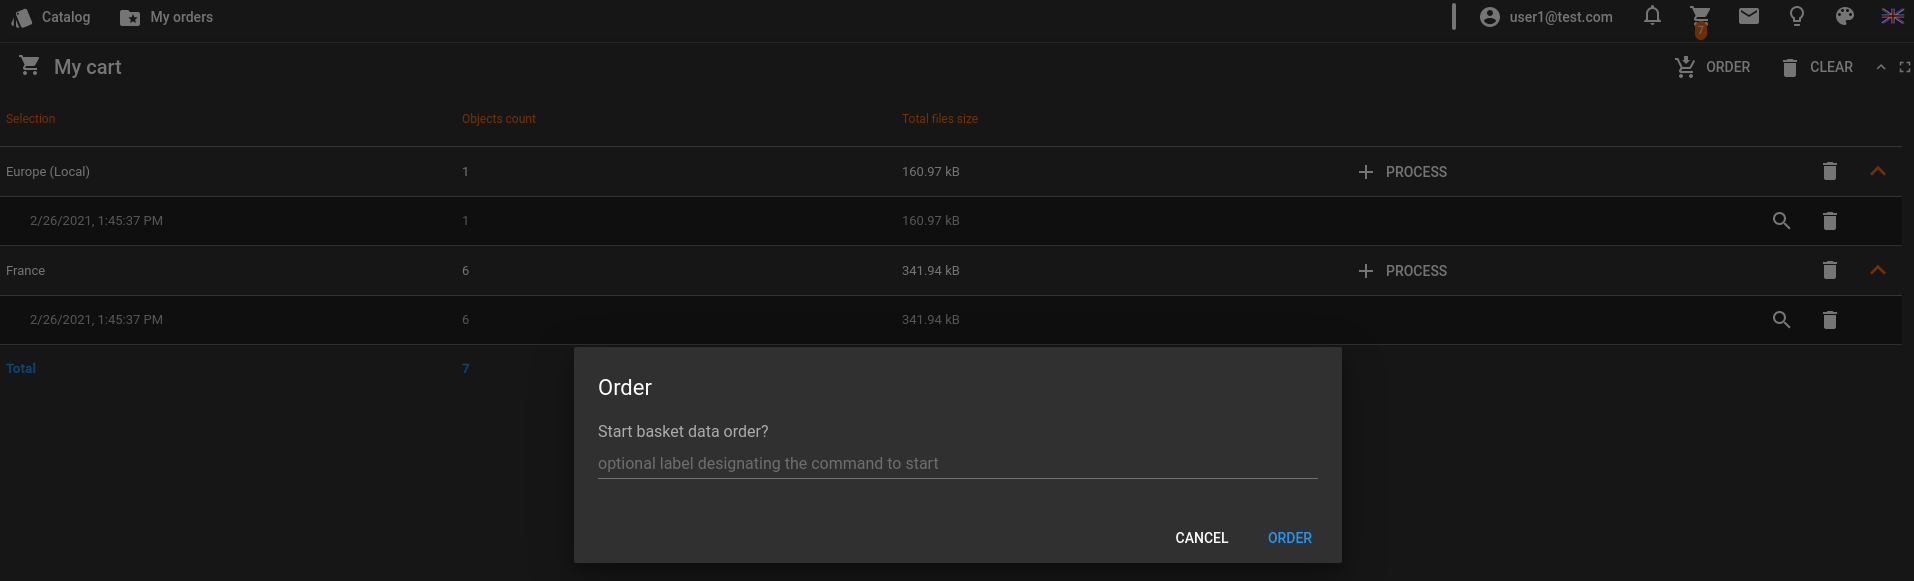 Catalog My orders user1@test.com 7
My cart ORDER CLEAR
Selection Objects count Total files size
Europe (Local) 1 160.97 kB PROCESS
2/26/2021, 1:45:37 PM 1 160.97 kB
France 6 341.94 kB PROCESS
2/26/2021, 1:45:37 PM 6 341.94 kB
Total 7
Order
Start basket data order?
optional label designating the command to start
CANCEL ORDER